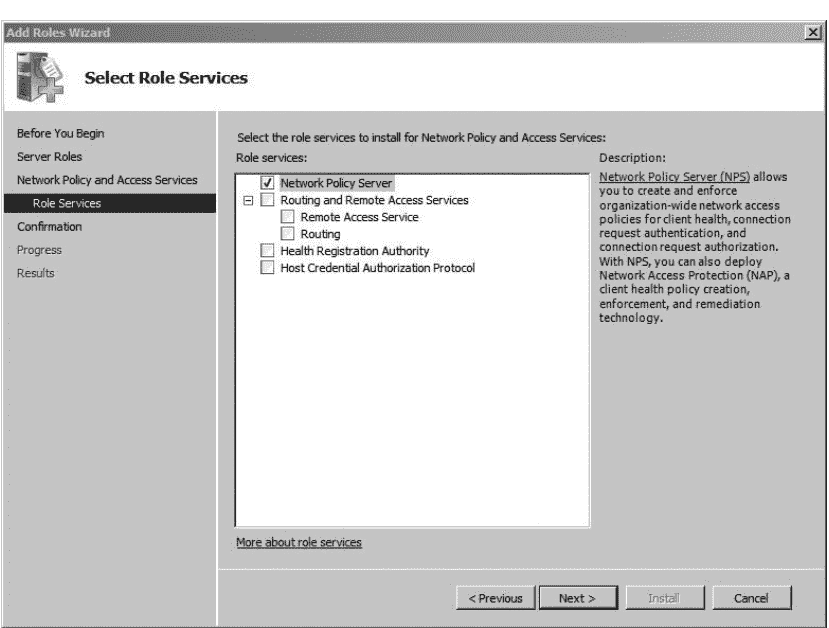 Add Roles Wizard
Select Role Services
Before You Begin
Server Roles
Network Policy and Access Services
Role Services
Confirmation
Progress
Results
Select the role services to install for Network Policy and Access Services:
Role services:
Network Policy Server
Routing and Remote Access Services
Remote Access Service
Routing
Health Registration Authority
Host Credential Authorization Protocol
More about role services
Description:
Network Policy Server (NPS) allows
you to create and enforce
organization-wide network access
policies for client health, connection
request authentication, and
connection request authorization.
With NPS, you can also deploy
Network Access Protection (NAP), a
client health policy creation,
enforcement, and remediation
technology.
< Previous
Next >
Install
Cancel